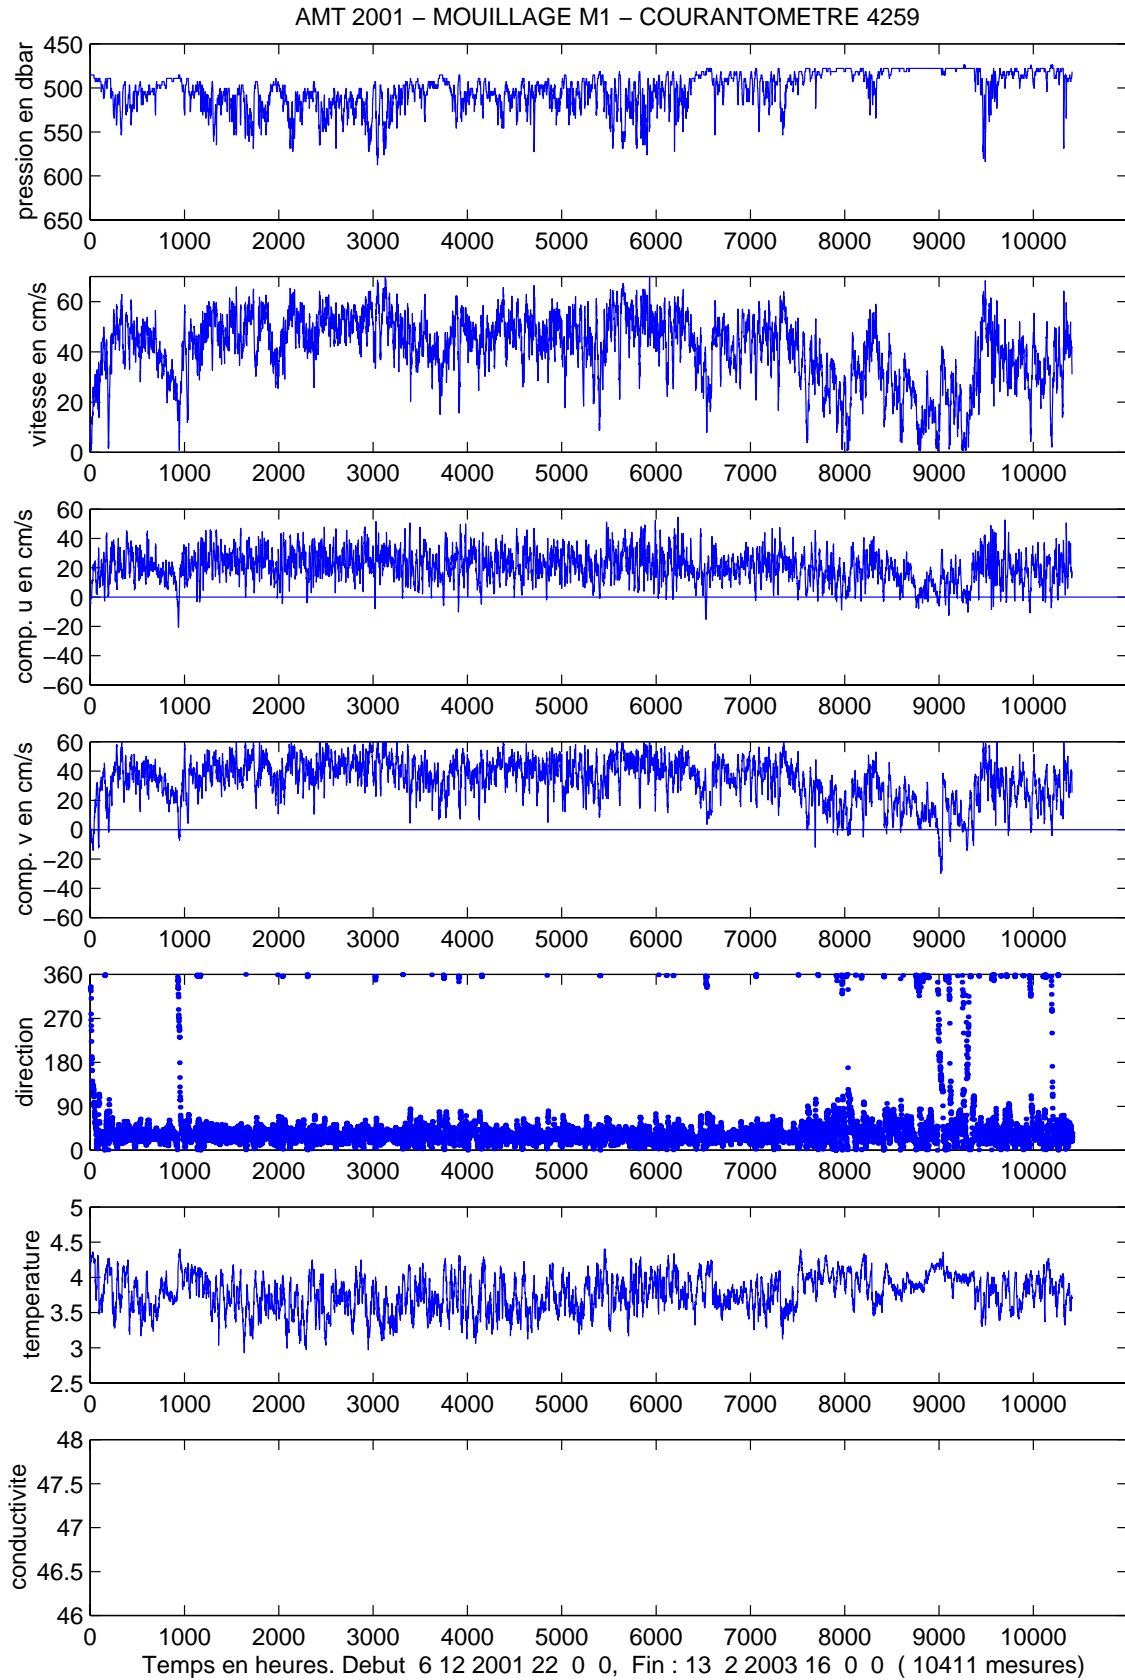 AMT 2001 − MOUILLAGE M1 − COURANTOMETRE 4259
pression en dbar
450
500
550
600
650
0 1000 2000 3000 4000 5000 6000 7000 8000 9000 10000
vitesse en cm/s
60
40
20
0
0 1000 2000 3000 4000 5000 6000 7000 8000 9000 10000
comp. u en cm/s
60
40
20
0
−20
−40
−60
0 1000 2000 3000 4000 5000 6000 7000 8000 9000 10000
comp. v en cm/s
60
40
20
0
−20
−40
−60
0 1000 2000 3000 4000 5000 6000 7000 8000 9000 10000
direction
360
270
180
90
0
0 1000 2000 3000 4000 5000 6000 7000 8000 9000 10000
temperature
5
4.5
4
3.5
3
2.5
0 1000 2000 3000 4000 5000 6000 7000 8000 9000 10000
conductivite
48
47.5
47
46.5
46
0 1000 2000 3000 4000 5000 6000 7000 8000 9000 10000
Temps en heures. Debut 6 12 2001 22 0 0, Fin : 13 2 2003 16 0 0 ( 10411 mesures)